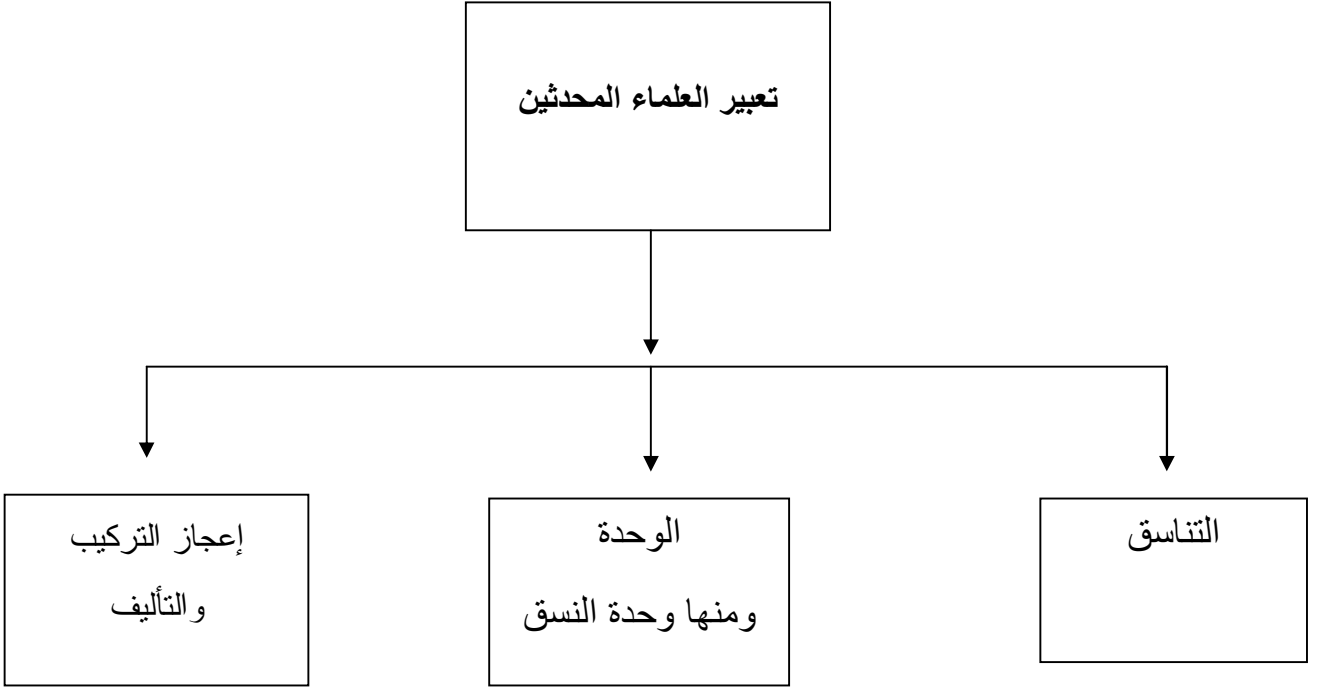 تعبير العلماء المحدثين
التناسق
الوحدة
ومنها وحدة النسق
إعجاز التركيب
والتأليف